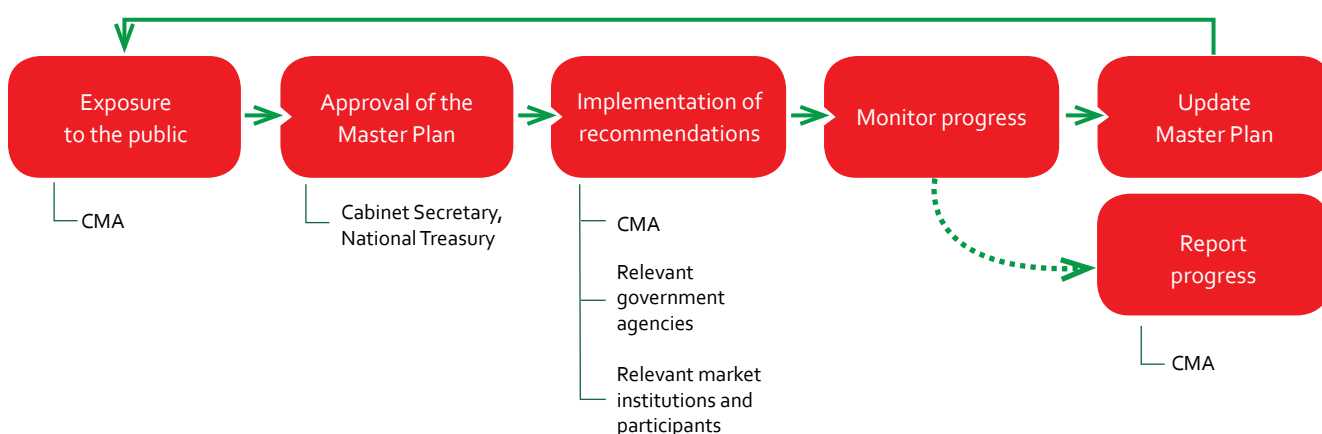 Exposure
to the public
Approval of the
Master Plan
Implementation of
recommendations
Monitor progress
Update
Master Plan
CMA
Cabinet Secretary,
National Treasury
CMA
Relevant
government
agencies
Relevant market
institutions and
participants
Report
progress
CMA